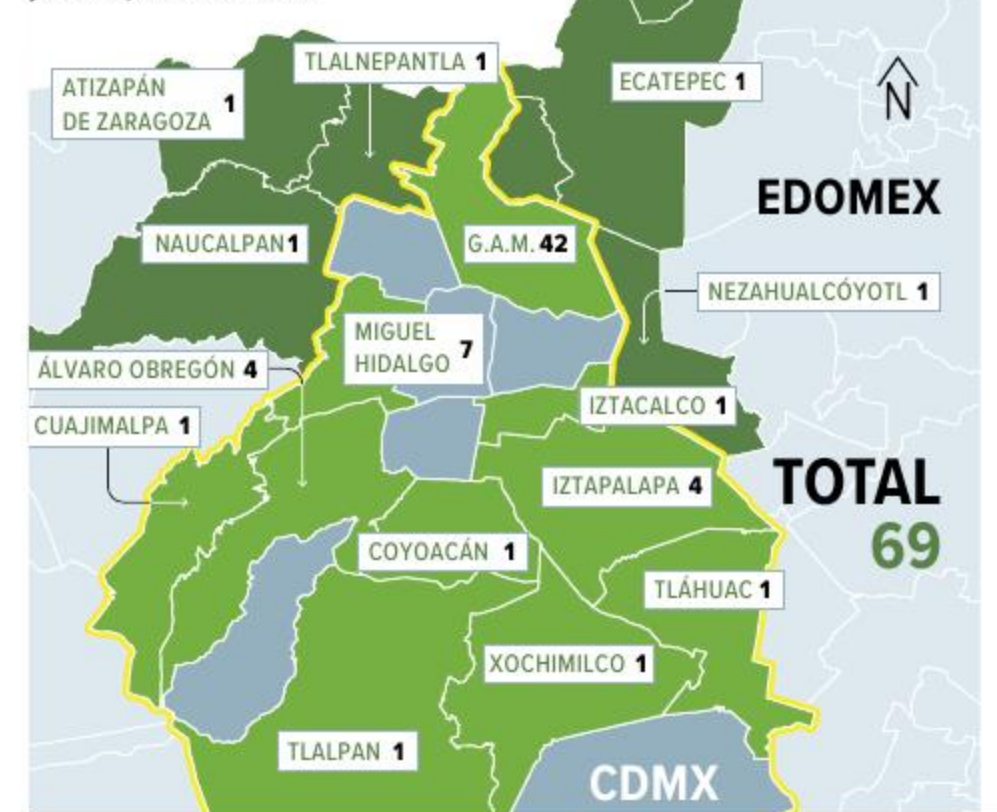 TLALNEPANTLA 1
ATIZAPÁN
DE ZARAGOZA 1
ECATEPEC 1
N
EDOMEX
NAUCALPAN 1
G.A.M. 42
NEZAHUALCÓYOTL 1
MIGUEL
HIDALGO 7
ÁLVARO OBREGÓN 4
CUAJIMALPA 1
IZTACALCO 1
IZTAPALAPA 4
TOTAL
69
COYOACÁN 1
TLÁHUAC 1
XOCHIMILCO 1
TLALPAN 1
CDMX